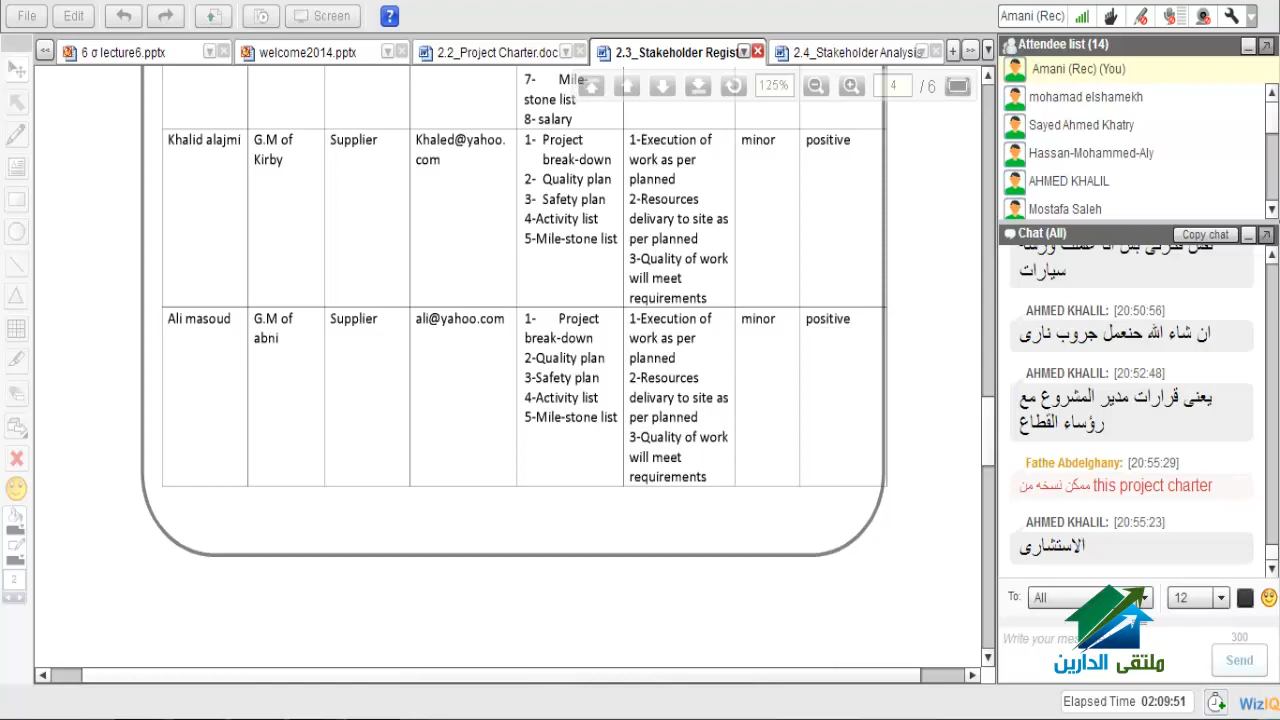 File
Edit
Screen
?
Amani (Rec)
<<
6 σ lecture6.pptx
welcome2014.pptx
2.2_Project Charter.doc
2.3_Stakeholder Regist
2.4_Stakeholder Analysis
+
>>
Attendee list (14)
Amani (Rec) (You)
mohamad elshamekh
Sayed Ahmed Khatry
Hassan-Mohammed-Aly
AHMED KHALIL
Mostafa Saleh
125%
4 / 6
7- Mile-
stone list
8- salary
Khalid alajmi
G.M of
Kirby
Supplier
Khaled@yahoo.
com
1- Project
break-down
2- Quality plan
3- Safety plan
4-Activity list
5-Mile-stone list
1-Execution of
work as per
planned
2-Resources
delivary to site as
per planned
3-Quality of work
will meet
requirements
minor
positive
Ali masoud
G.M of
abni
Supplier
ali@yahoo.com
1- Project
break-down
2-Quality plan
3-Safety plan
4-Activity list
5-Mile-stone list
1-Execution of
work as per
planned
2-Resources
delivary to site as
per planned
3-Quality of work
will meet
requirements
minor
positive
2
Chat (All)
Copy chat
سيارات
AHMED KHALIL: [20:50:56]
ان شاء الله حنعمل جروب نارى
AHMED KHALIL: [20:52:48]
يعنى قرارات مدير المشروع مع
رؤساء القطاع
Fathe Abdelghany: [20:55:29]
ممكن نسخه من this project charter
AHMED KHALIL: [20:55:23]
الاستشارى
To:
All
12
Write your mes
300
Send
ملتقى الدارين
Elapsed Time 02:09:51
WizIQ